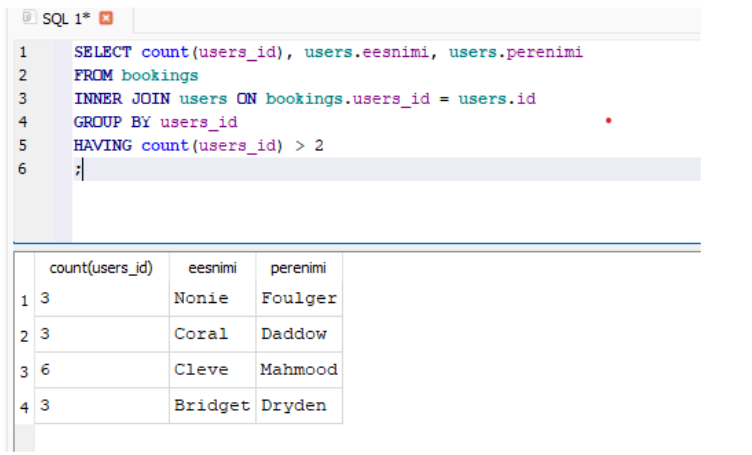 SQL 1*
1 SELECT count(users_id), users.eesnimi, users.perenimi
2 FROM bookings
3 INNER JOIN users ON bookings.users_id = users.id
4 GROUP BY users_id
5 HAVING count(users_id) > 2
6 ;
count(users_id) eesnimi perenimi
1 3 Nonie Foulger
2 3 Coral Daddow
3 6 Cleve Mahmood
4 3 Bridget Dryden